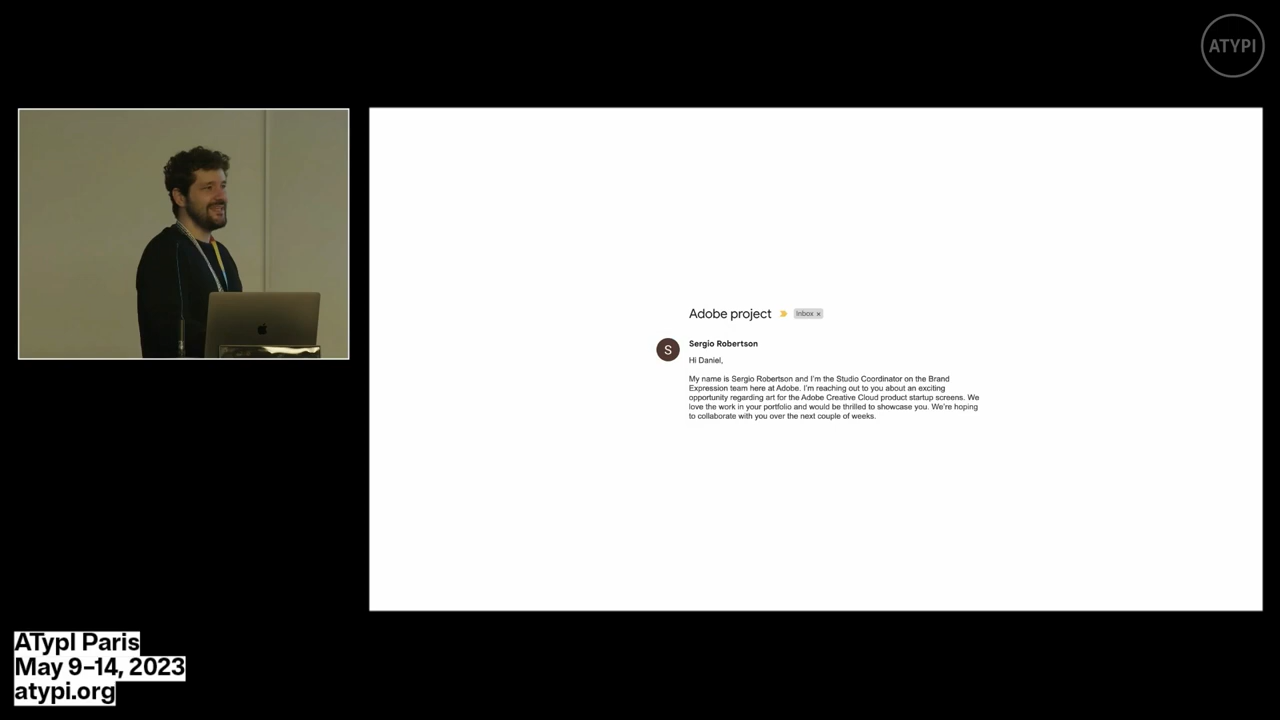 ATYPI
Adobe project
Inbox ×
S
Sergio Robertson
Hi Daniel,
My name is Sergio Robertson and I'm the Studio Coordinator on the Brand
Expression team here at Adobe. I'm reaching out to you about an exciting
opportunity regarding art for the Adobe Creative Cloud product startup screens. We
love the work in your portfolio and would be thrilled to showcase you. We're hoping
to collaborate with you over the next couple of weeks.
ATypI Paris
May 9–14, 2023
atypi.org